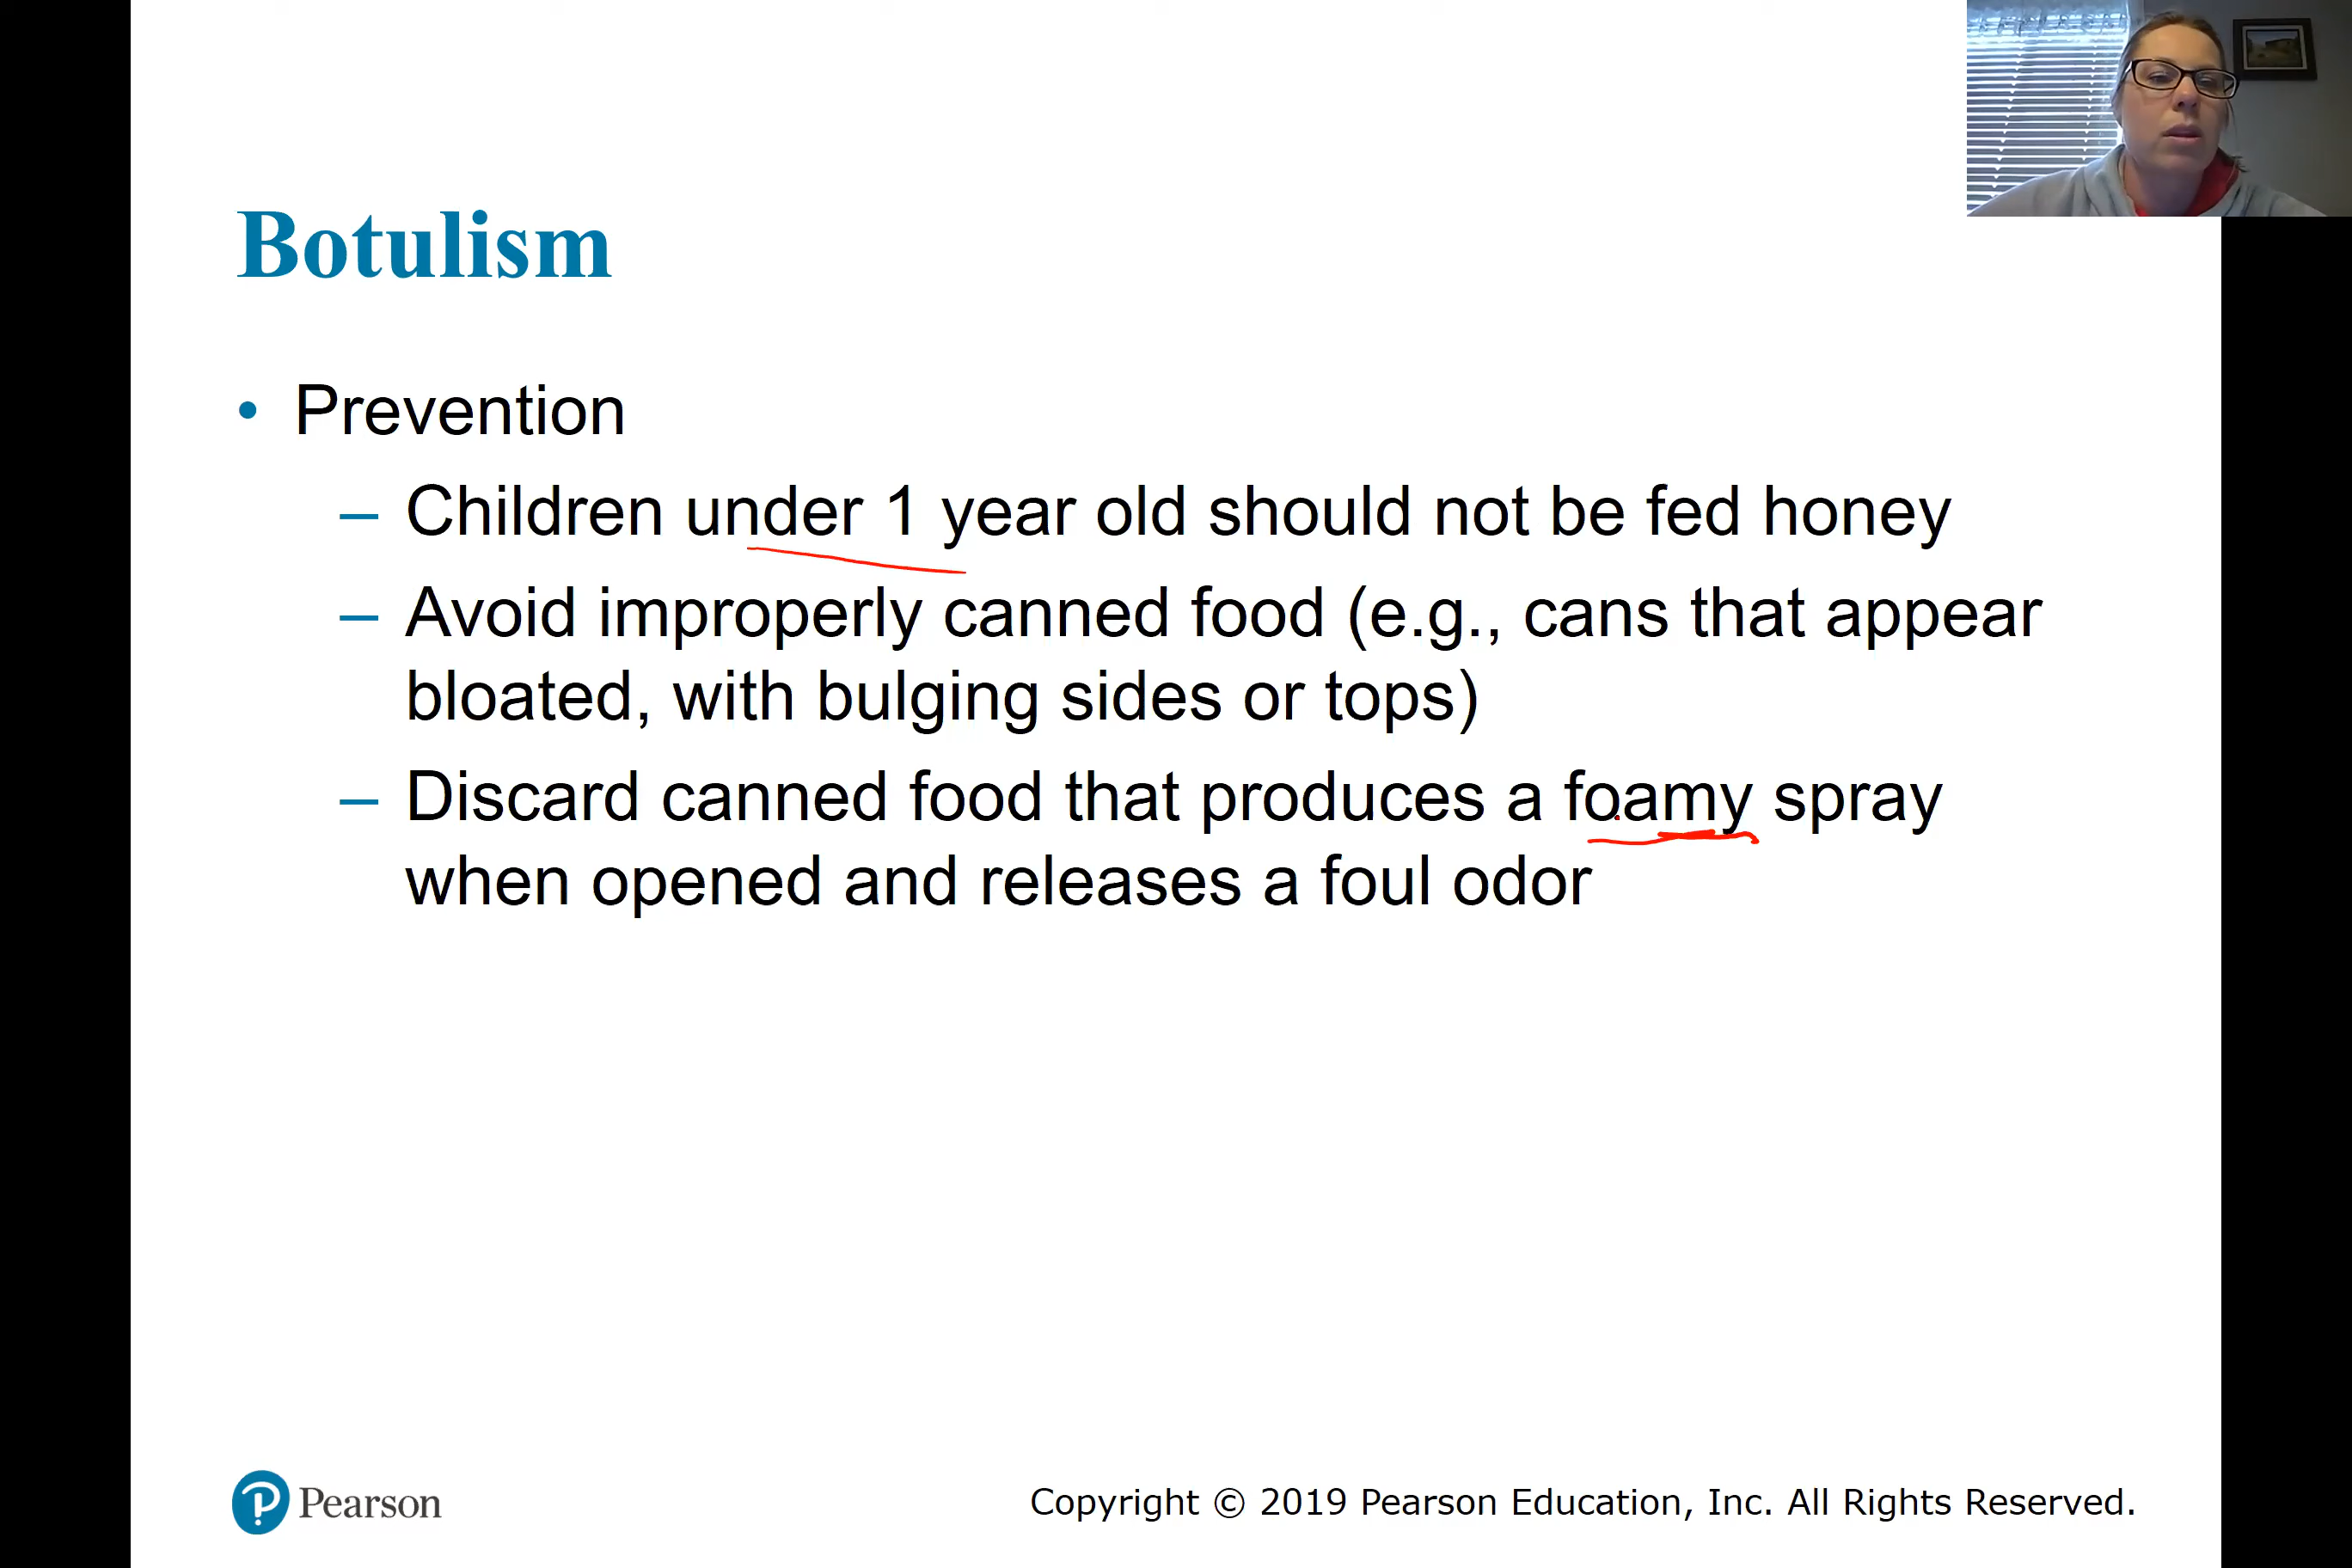 Botulism
• Prevention
– Children under 1 year old should not be fed honey
– Avoid improperly canned food (e.g., cans that appear
bloated, with bulging sides or tops)
– Discard canned food that produces a foamy spray
when opened and releases a foul odor
Pearson
Copyright © 2019 Pearson Education, Inc. All Rights Reserved.